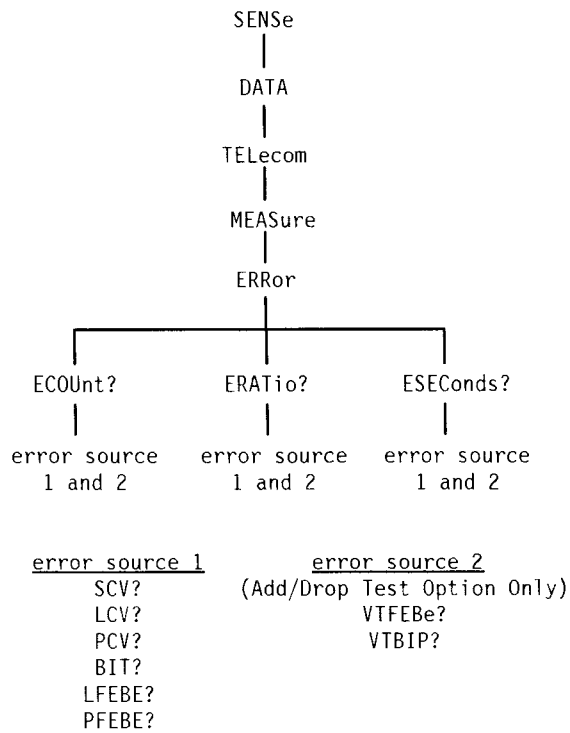 SENSe
DATA
TELecom
MEASure
ERRor
ECOUnt? ERATio? ESEConds?
error source error source error source
1 and 2 1 and 2 1 and 2
error source 1 error source 2
SCV? (Add/Drop Test Option Only)
LCV? VTFEBe?
PCV? VTBIP?
BIT?
LFEBE?
PFEBE?